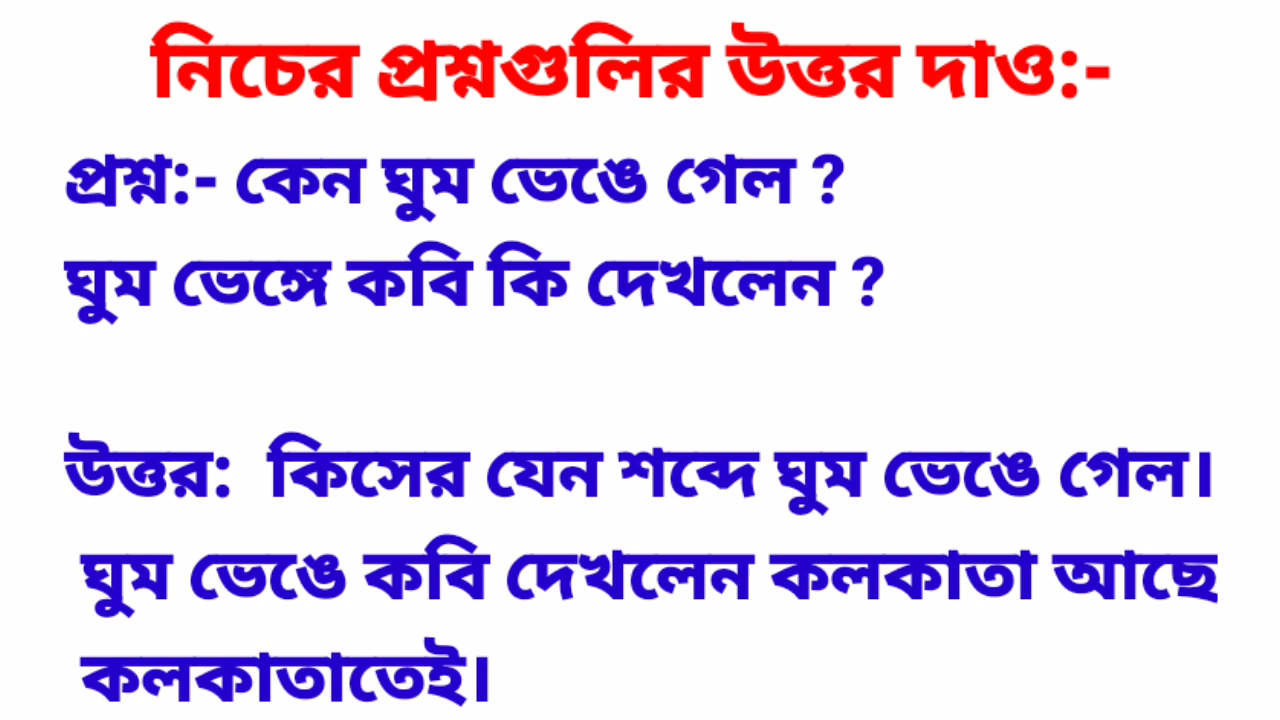 নিচের প্রশ্নগুলির উত্তর দাও:-
প্রশ্ন:- কেন ঘুম ভেঙে গেল ?
ঘুম ভেঙ্গে কবি কি দেখলেন ?
উত্তর: কিসের যেন শব্দে ঘুম ভেঙে গেল।
ঘুম ভেঙে কবি দেখলেন কলকাতা আছে
কলকাতাতেই।